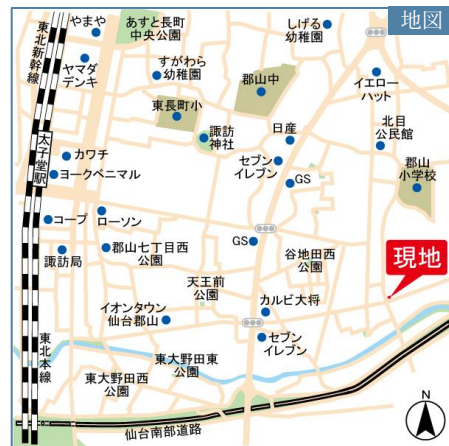 地図
東北新幹線
やまや
あすと長町
中央公園
しげる
幼稚園
ヤマダ
デンキ
すがわら
幼稚園
郡山中
イエロー
ハット
東長町小
諏訪
神社
日産
北目
公民館
太子堂駅
カワチ
ヨークベニマル
セブン
イレブン
GS
郡山
小学校
コープ
ローソン
諏訪局
郡山七丁目西
公園
GS
谷地田西
公園
現地
天王前
公園
イオンタウン
仙台郡山
カルビ大将
セブン
イレブン
東北本線
東大野田東
公園
東大野田西
公園
仙台南部道路
N